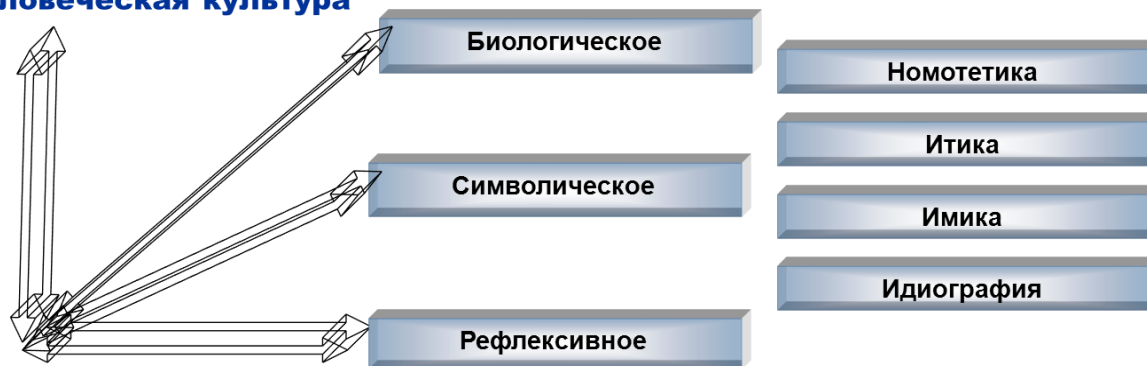 ловеческая культура
Биологическое
Номотетика
Итика
Символическое
Имика
Идиография
Рефлексивное